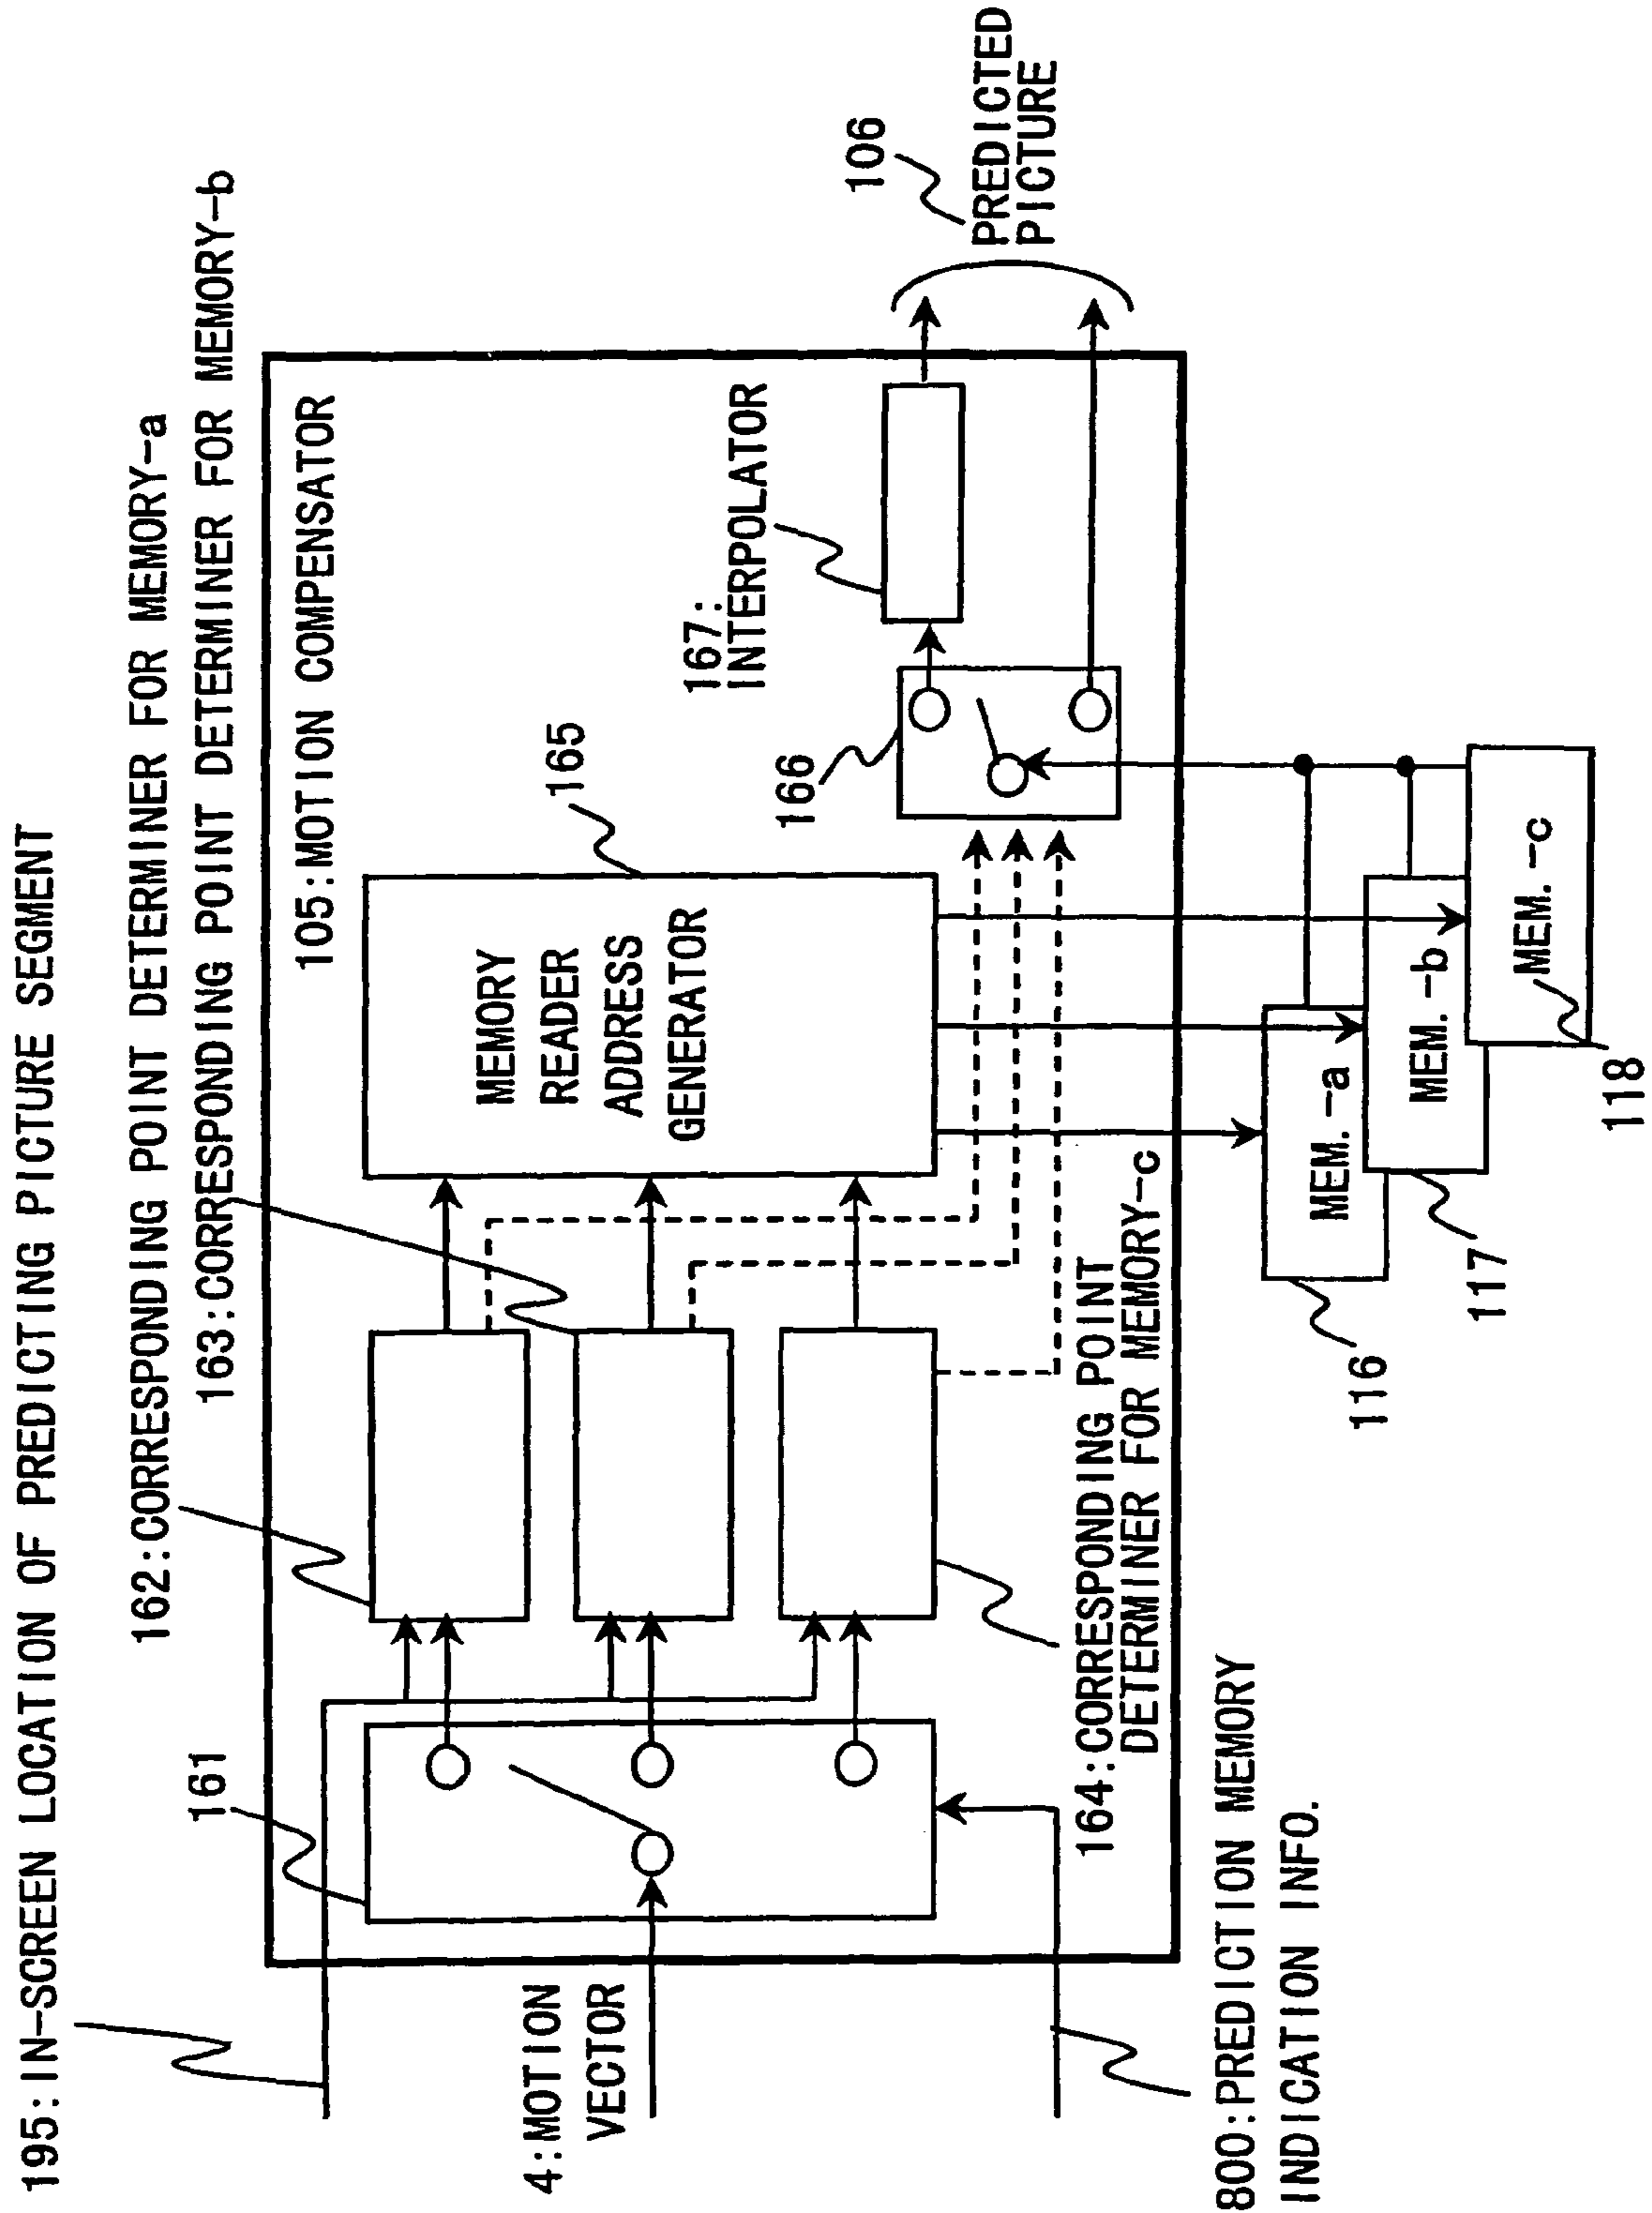 195:IN-SCREEN LOCATION OF PREDICTING PICTURE SEGMENT
162:CORRESPONDING POINT DETERMINER FOR MEMORY-a
163:CORRESPONDING POINT DETERMINER FOR MEMORY-b
161
105:MOTION COMPENSATOR
165
MEMORY
READER
ADDRESS
GENERATOR
167:
INTERPOLATOR
166
106
PREDICTED
PICTURE
4:MOTION
VECTOR
164:CORRESPONDING POINT
DETERMINER FOR MEMORY-c
800:PREDICTION MEMORY
INDICATION INFO.
MEM.-a
MEM.-b
MEM.-c
116
117
118